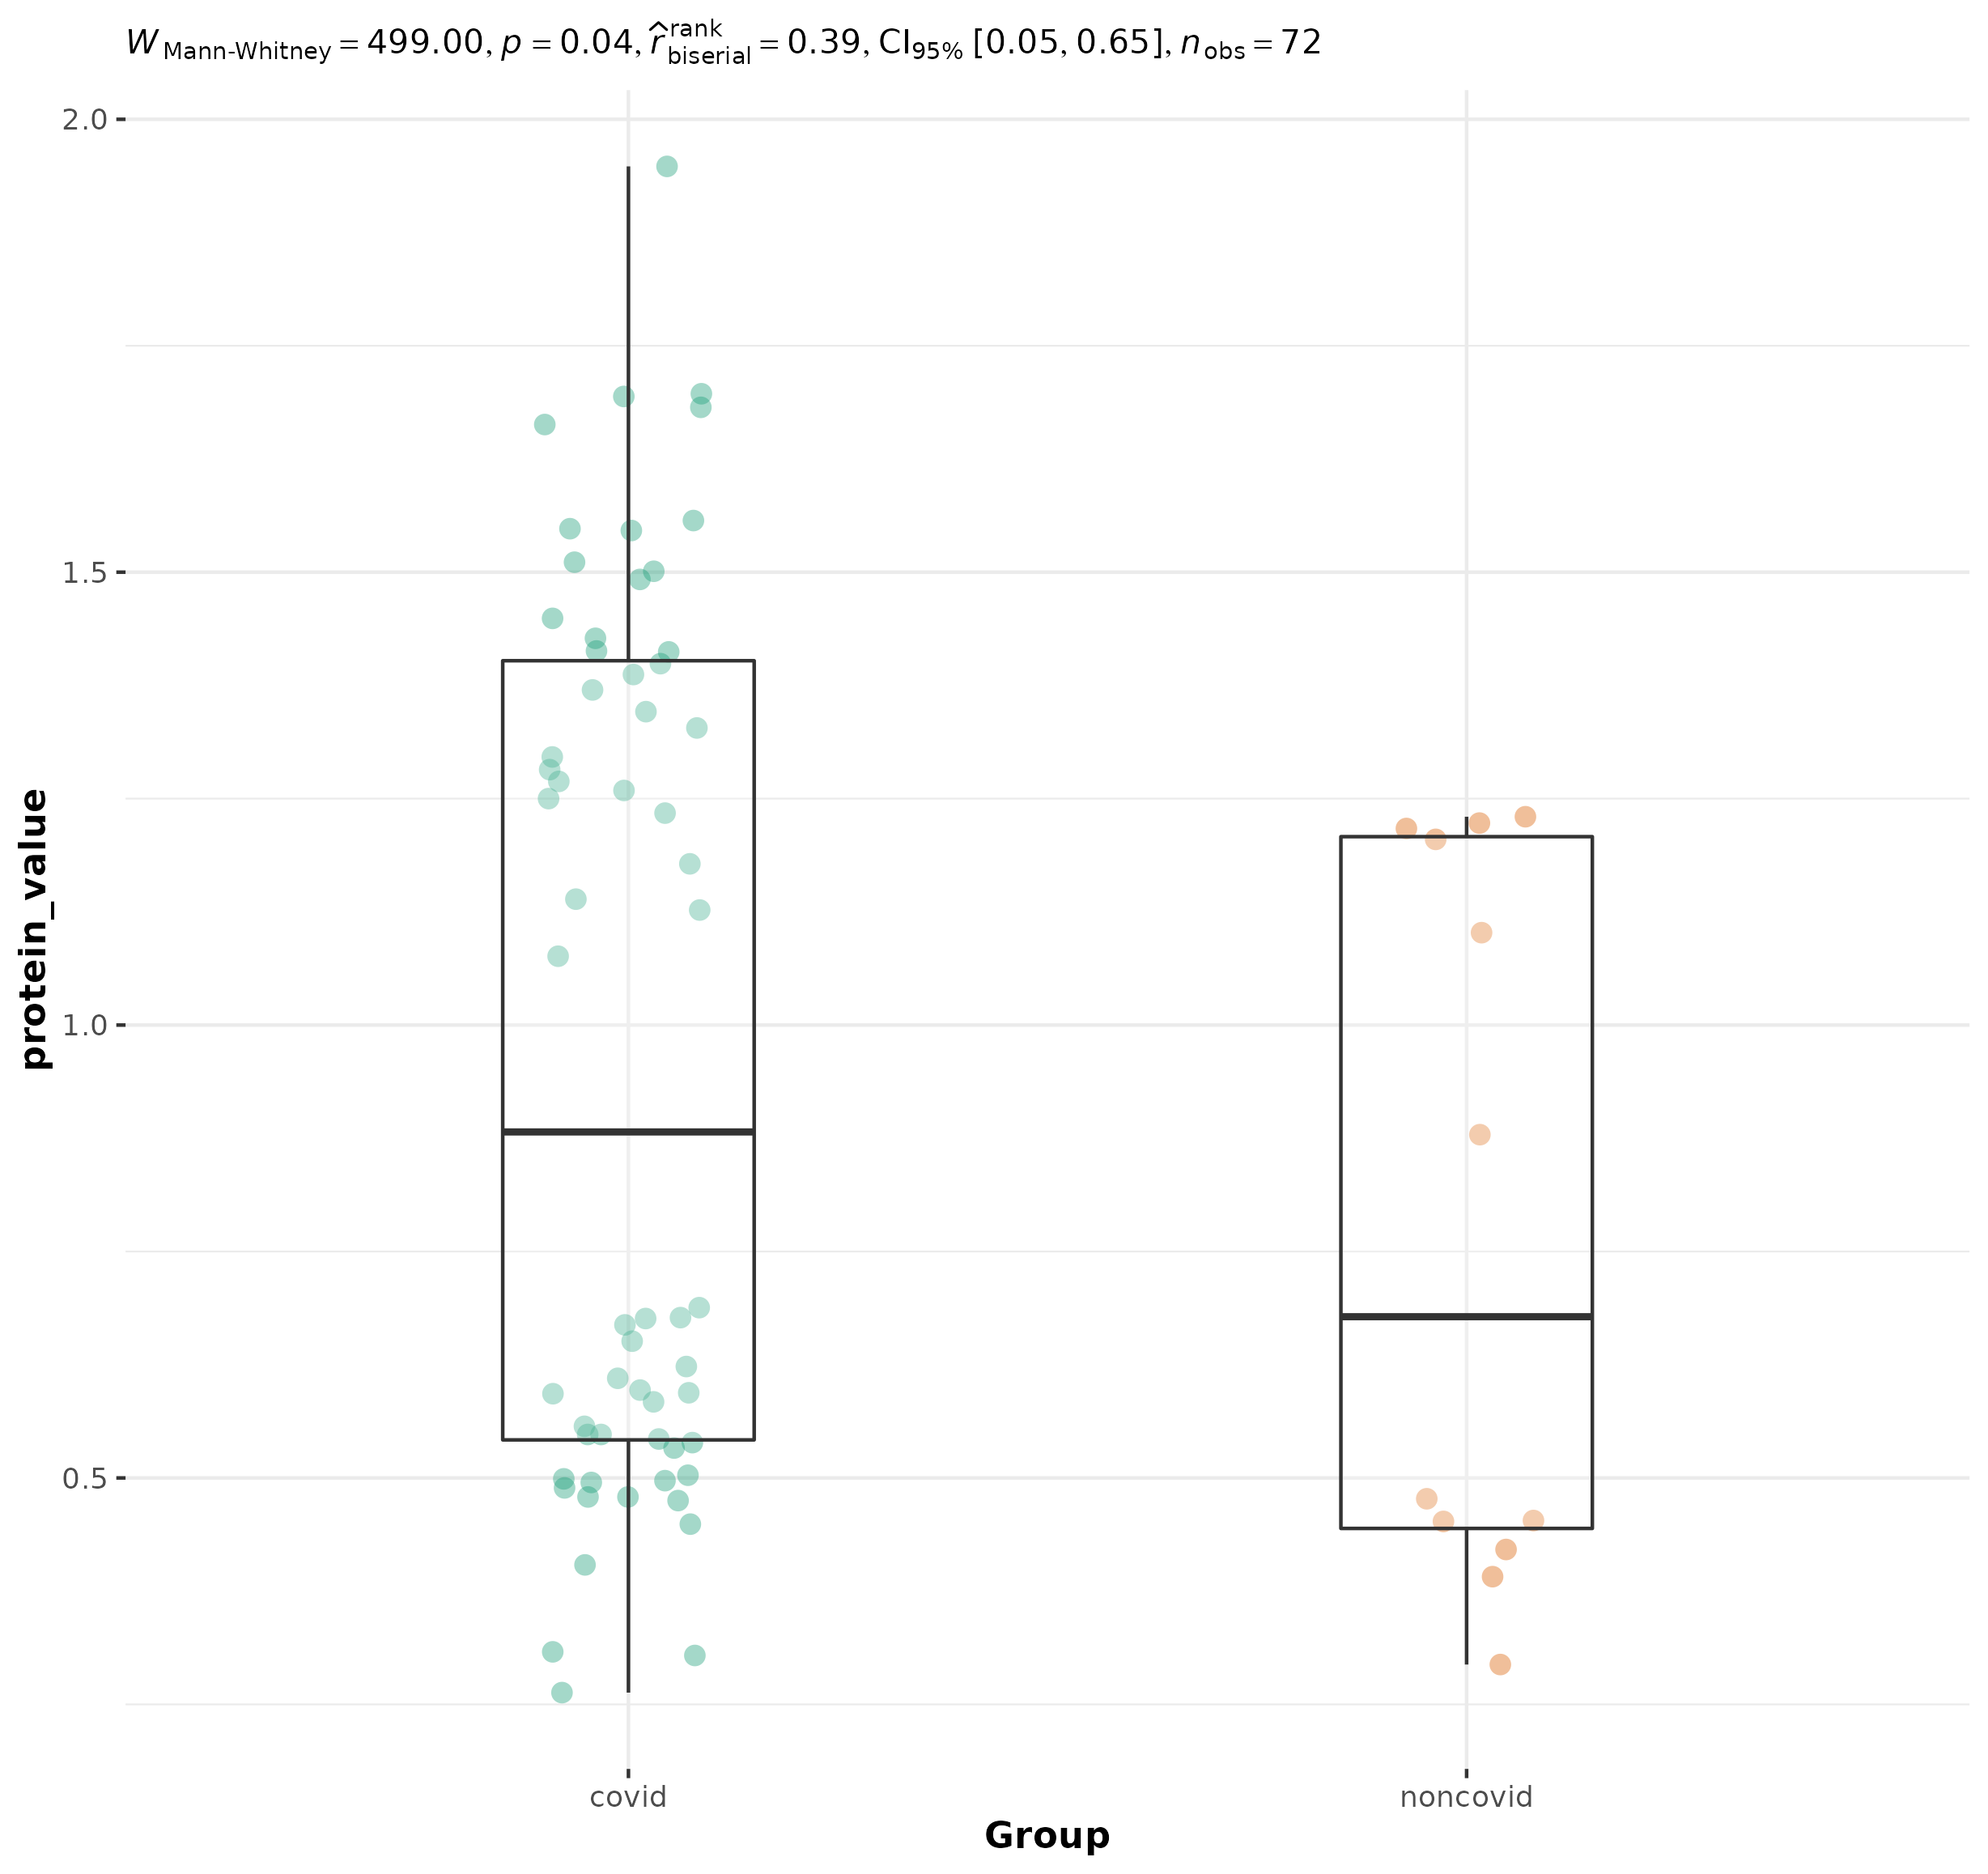 W Mann-Whitney = 499.00, p = 0.04, r̂ rank biserial = 0.39, CI95% [0.05, 0.65], nobs = 72
2.0
1.5
1.0
0.5
protein_value
covid
noncovid
Group